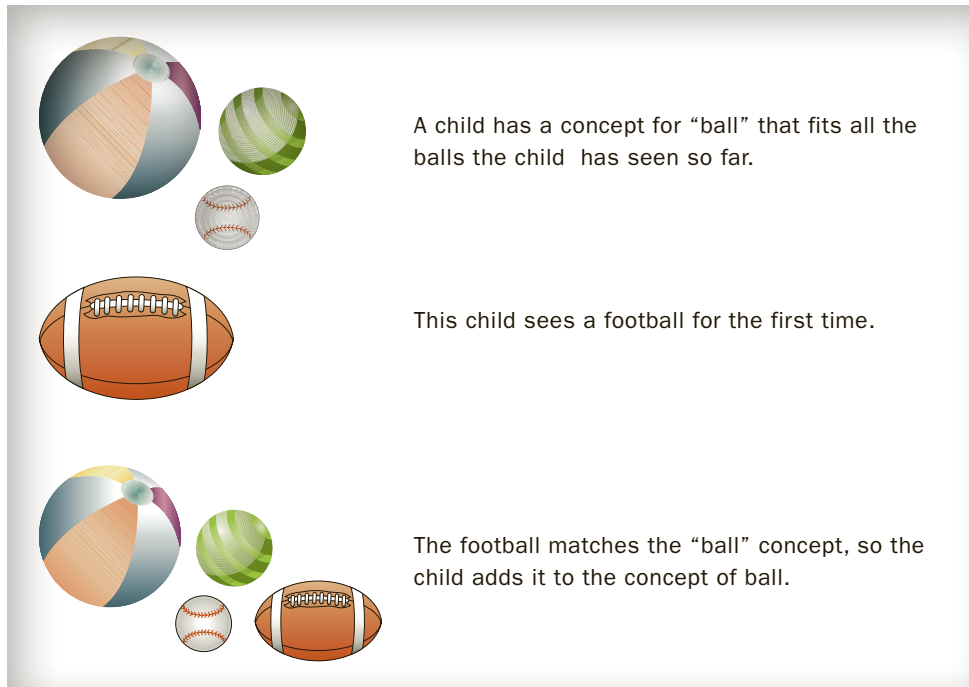 A child has a concept for “ball” that fits all the
balls the child  has seen so far.
This child sees a football for the first time.
The football matches the “ball” concept, so the
child adds it to the concept of ball.